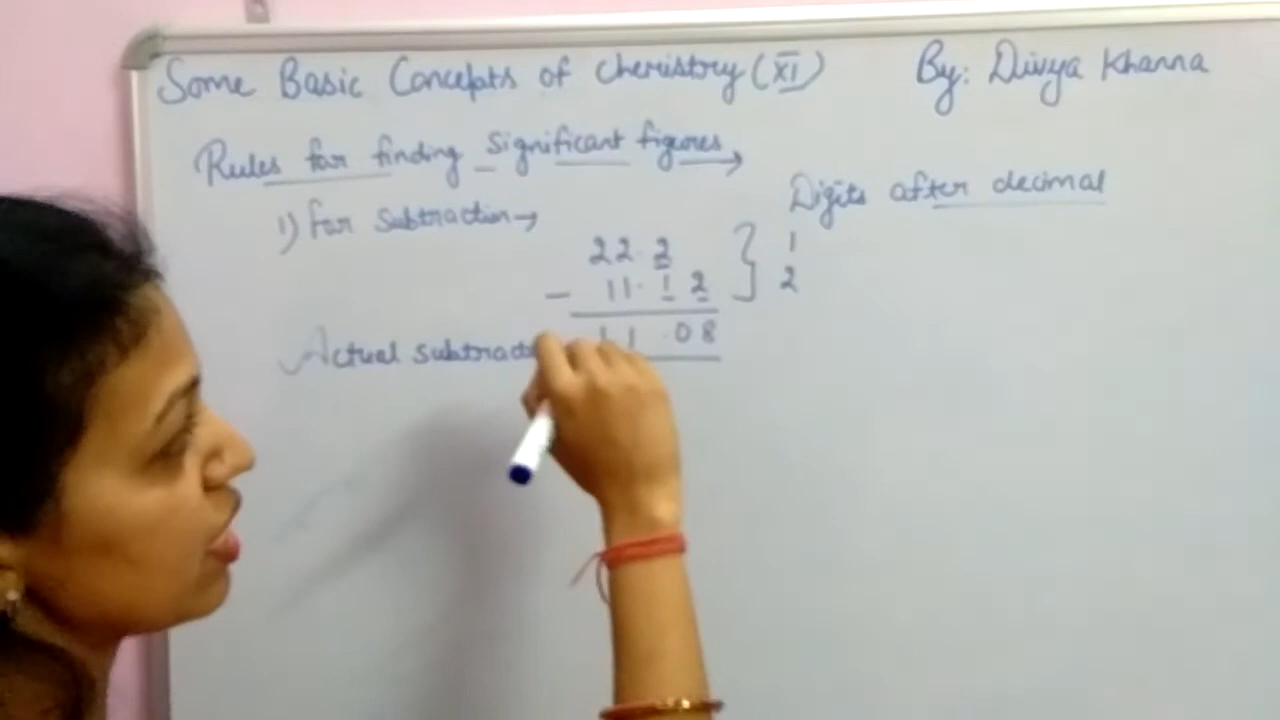 Some Basic Concepts of Chemistry (XI) By: Divya Khanna
Rules for finding significant figures →
Digits after decimal
1) For subtraction →
22.2 } 1
- 11.12 2
Actual subtract 11.08